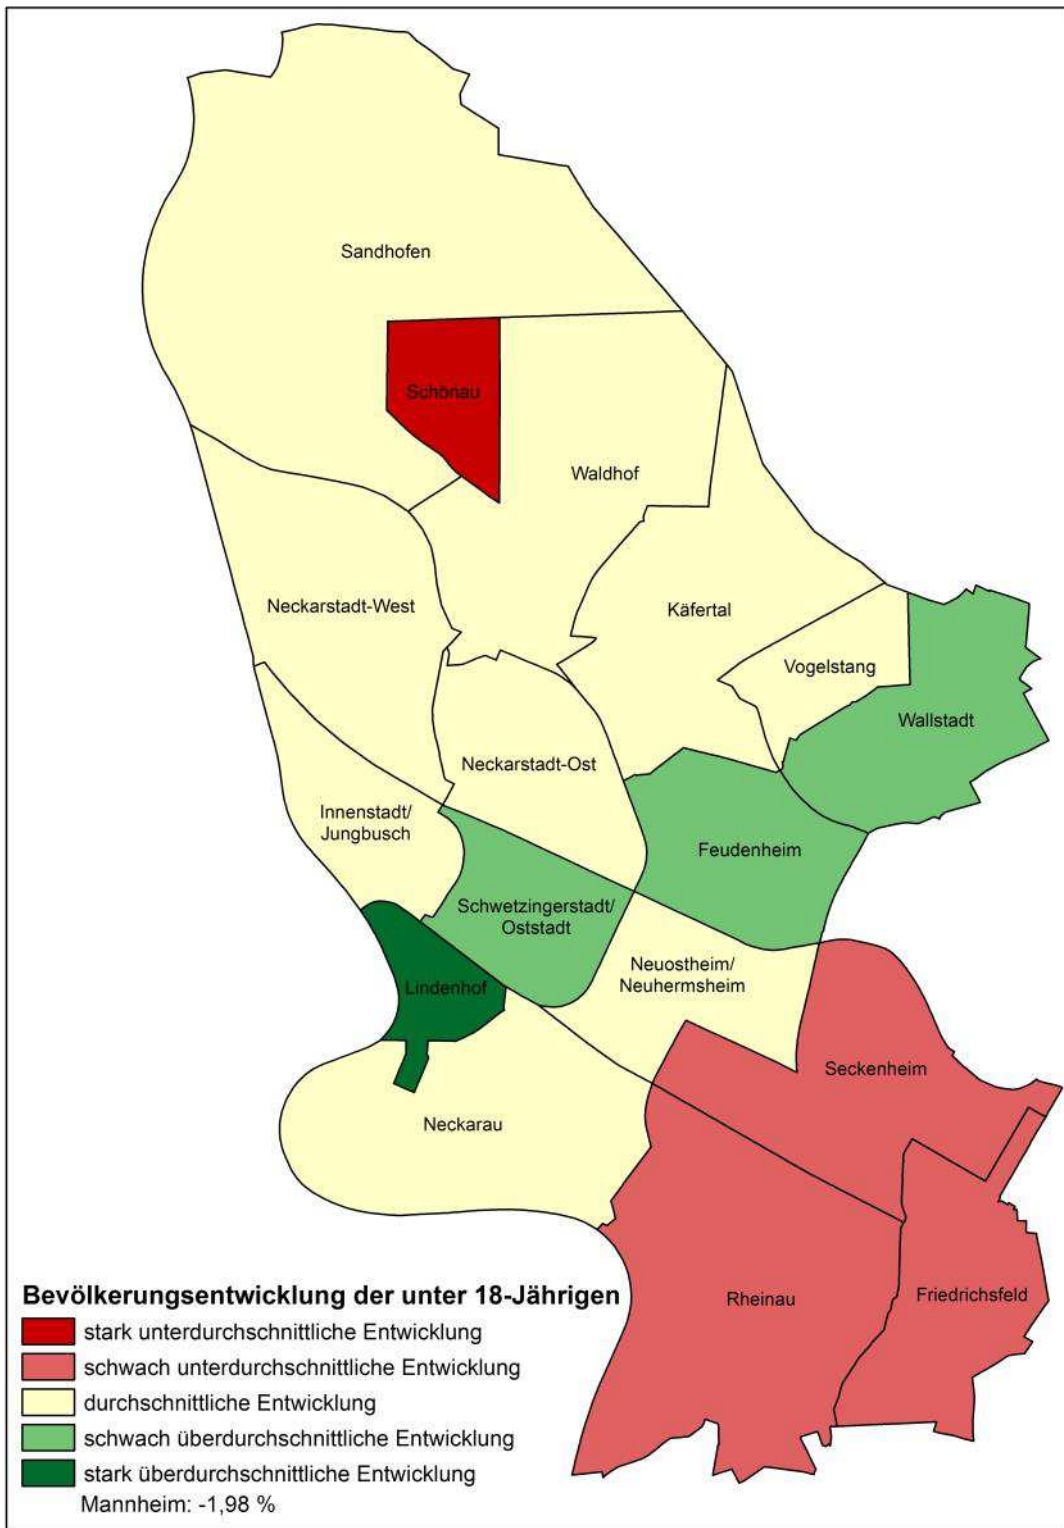 Sandhofen
Schönau
Waldhof
Neckarstadt-West
Käfertal
Vogelstang
Wallstadt
Neckarstadt-Ost
Innenstadt/
Jungbusch
Feudenheim
Schwetzingerstadt/
Oststadt
Neuostheim/
Neuhermsheim
Lindenhof
Seckenheim
Neckarau
Rheinau
Friedrichsfeld
Bevölkerungsentwicklung der unter 18-Jährigen
stark unterdurchschnittliche Entwicklung
schwach unterdurchschnittliche Entwicklung
durchschnittliche Entwicklung
schwach überdurchschnittliche Entwicklung
stark überdurchschnittliche Entwicklung
Mannheim: -1,98 %